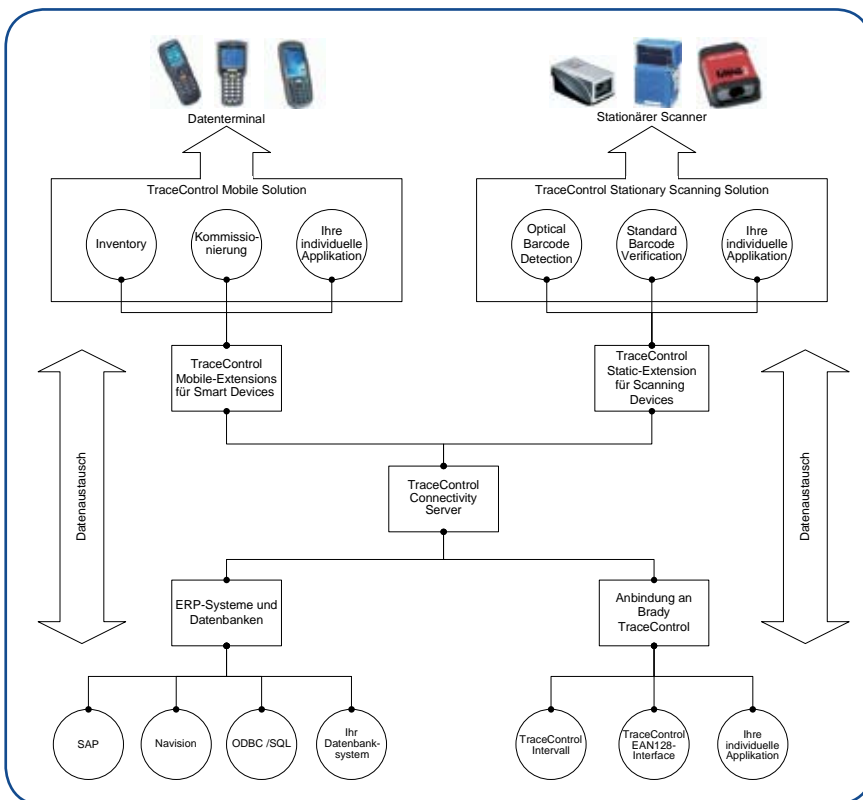 Datenterminal
Stationärer Scanner
TraceControl Mobile Solution
Inventory
Kommissio-
nierung
Ihre
individuelle
Applikation
TraceControl Stationary Scanning Solution
Optical
Barcode
Detection
Standard
Barcode
Verification
Ihre
individuelle
Applikation
TraceControl
Mobile-Extensions
für Smart Devices
TraceControl
Static-Extension
für Scanning
Devices
Datenaustausch
Datenaustausch
TraceControl
Connectivity
Server
ERP-Systeme und
Datenbanken
Anbindung an
Brady
TraceControl
SAP
Navision
ODBC /SQL
Ihr
Datenbank-
system
TraceControl
Intervall
TraceControl
EAN128-
Interface
Ihre
individuelle
Applikation